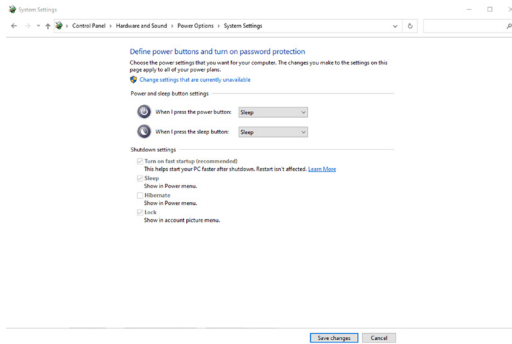 System Settings
Control Panel > Hardware and Sound > Power Options > System Settings
Define power buttons and turn on password protection
Choose the power settings that you want for your computer. The changes you make to the settings on this
page apply to all of your power plans.
Change settings that are currently unavailable
Power and sleep button settings
When I press the power button: Sleep
When I press the sleep button: Sleep
Shutdown settings
Turn on fast startup (recommended)
This helps start your PC faster after shutdown. Restart isn't affected. Learn More
Sleep
Show in Power menu.
Hibernate
Show in Power menu.
Lock
Show in account picture menu.
Save changes Cancel